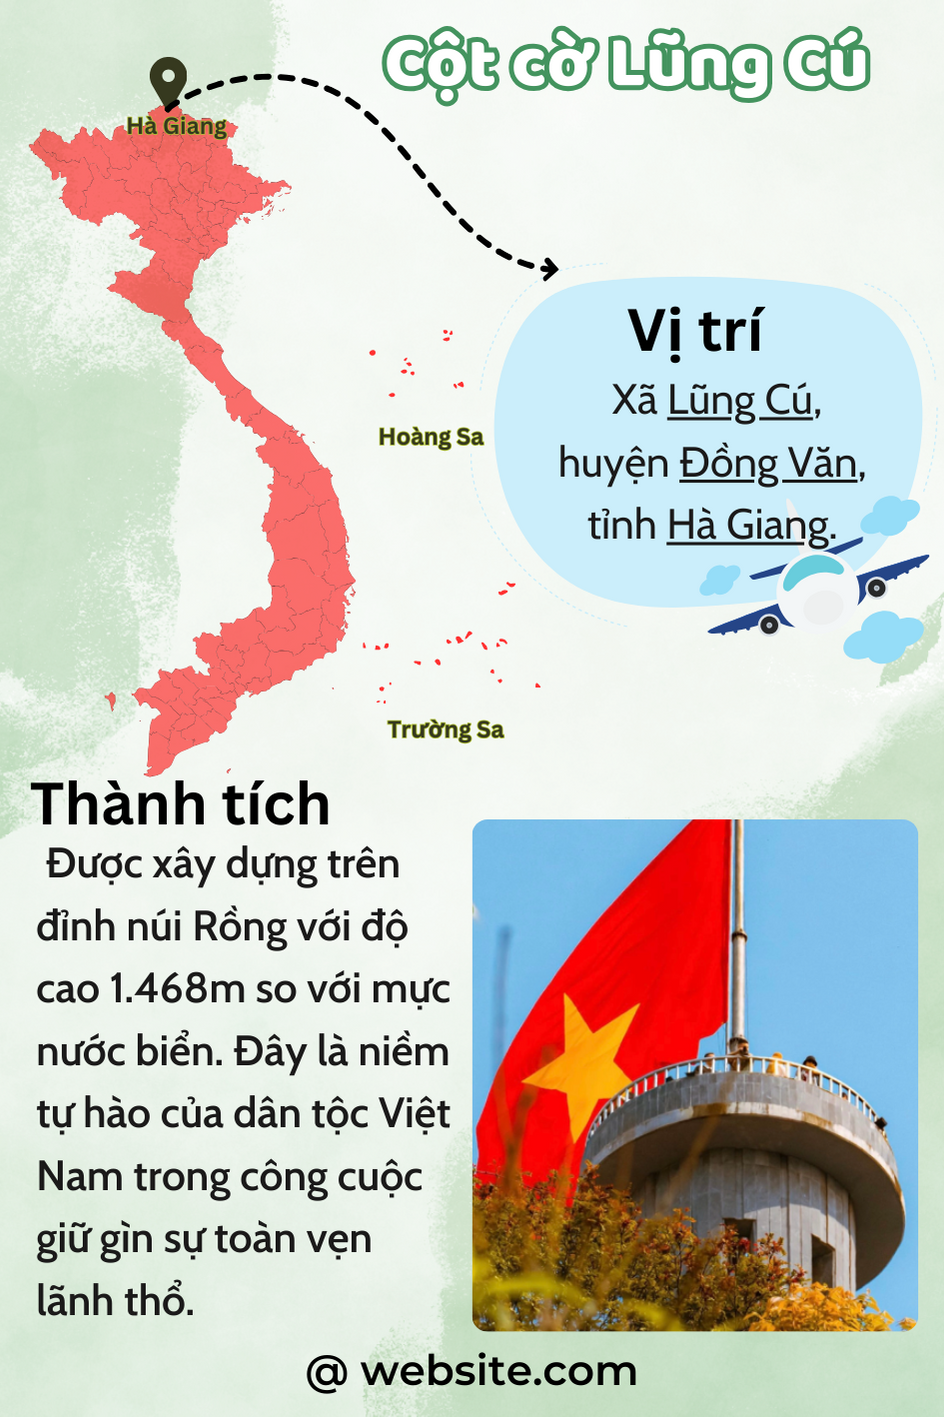 Cột cờ Lũng Cú
Hà Giang
Vị trí
Xã Lũng Cú,
huyện Đồng Văn,
tỉnh Hà Giang.
Hoàng Sa
Trường Sa
Thành tích
Được xây dựng trên
đỉnh núi Rồng với độ
cao 1.468m so với mực
nước biển. Đây là niềm
tự hào của dân tộc Việt
Nam trong công cuộc
giữ gìn sự toàn vẹn
lãnh thổ.
@ website.com